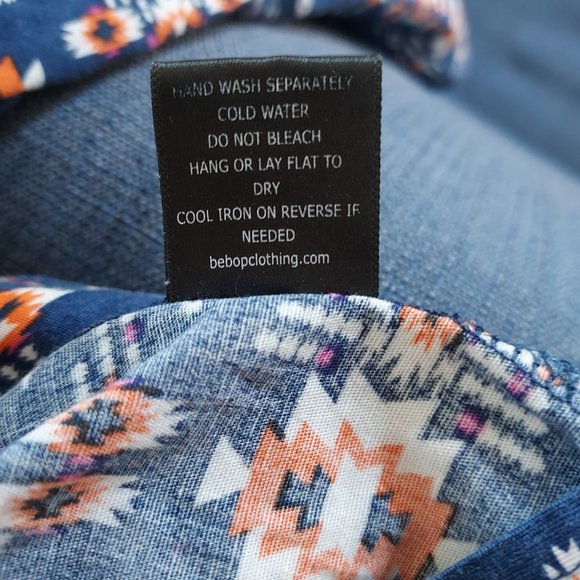 HAND WASH SEPARATELY
COLD WATER
DO NOT BLEACH
HANG OR LAY FLAT TO
DRY
COOL IRON ON REVERSE IF
NEEDED
bebopclothing.com